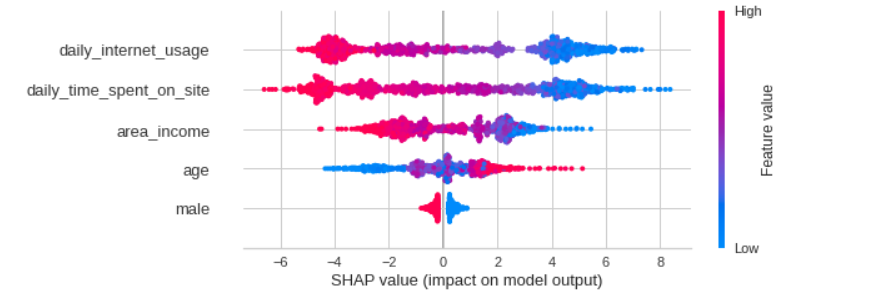 High
daily_internet_usage
daily_time_spent_on_site
area_income
age
male
Feature value
Low
−6 −4 −2 0 2 4 6 8
SHAP value (impact on model output)